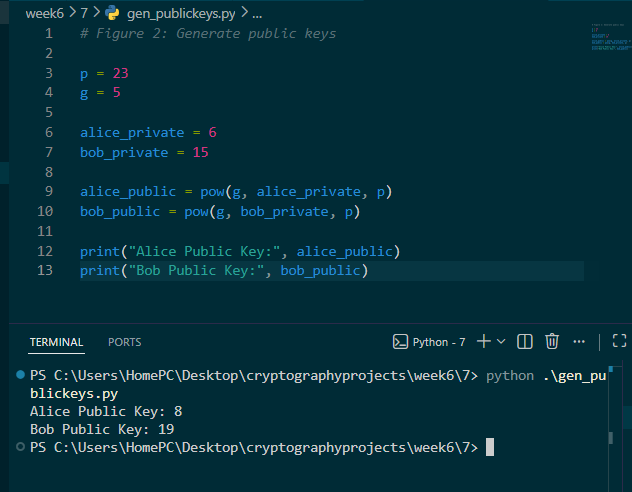 week6 > 7 > gen_publickeys.py > ...
1 # Figure 2: Generate public keys
2
3 p = 23
4 g = 5
5
6 alice_private = 6
7 bob_private = 15
8
9 alice_public = pow(g, alice_private, p)
10 bob_public = pow(g, bob_private, p)
11
12 print("Alice Public Key:", alice_public)
13 print("Bob Public Key:", bob_public)
TERMINAL PORTS Python - 7
PS C:\Users\HomePC\Desktop\cryptographyprojects\week6\7> python .\gen_pu
blickeys.py
Alice Public Key: 8
Bob Public Key: 19
PS C:\Users\HomePC\Desktop\cryptographyprojects\week6\7>